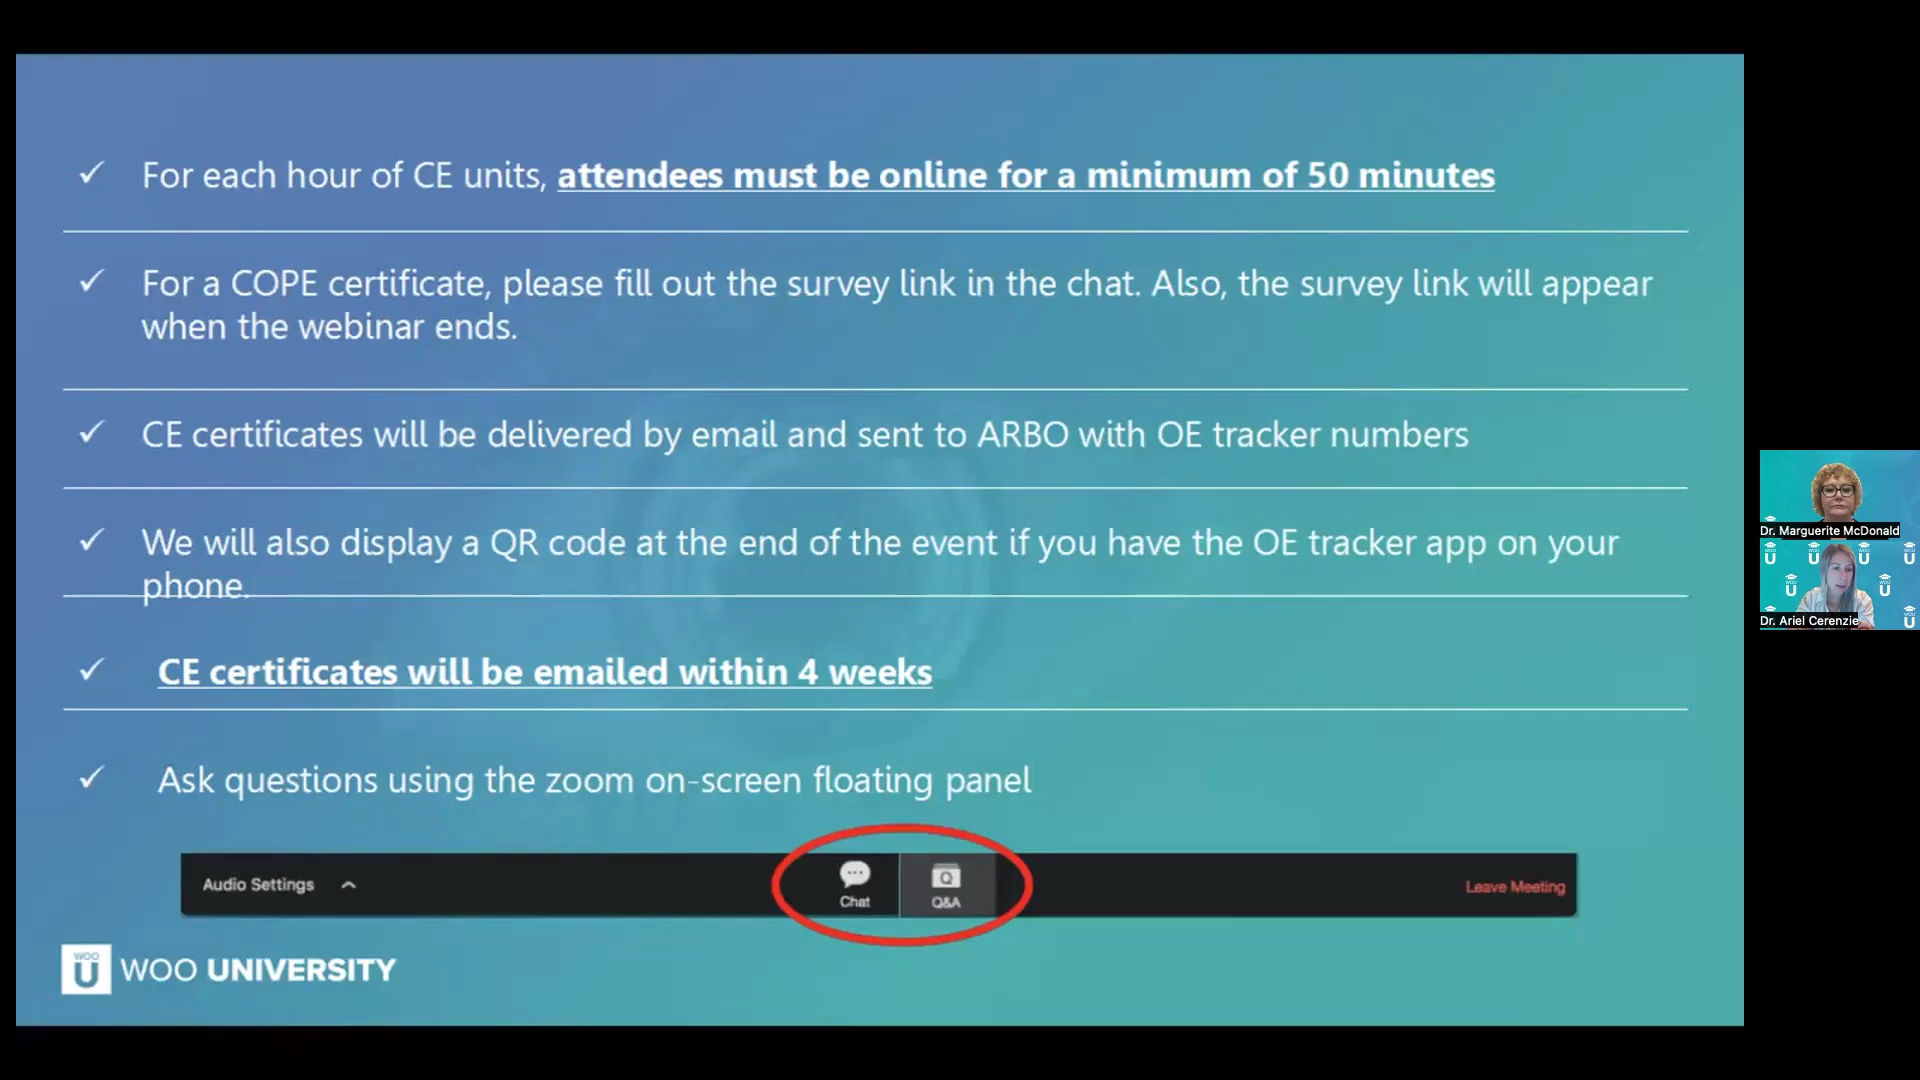 For each hour of CE units, attendees must be online for a minimum of 50 minutes
For a COPE certificate, please fill out the survey link in the chat. Also, the survey link will appear
when the webinar ends.
CE certificates will be delivered by email and sent to ARBO with OE tracker numbers
We will also display a QR code at the end of the event if you have the OE tracker app on your
phone.
CE certificates will be emailed within 4 weeks
Ask questions using the zoom on-screen floating panel
Audio Settings
Chat
Q&A
Leave Meeting
WOO
U
WOO UNIVERSITY
Dr. Marguerite McDonald
Dr. Ariel Cerenzie